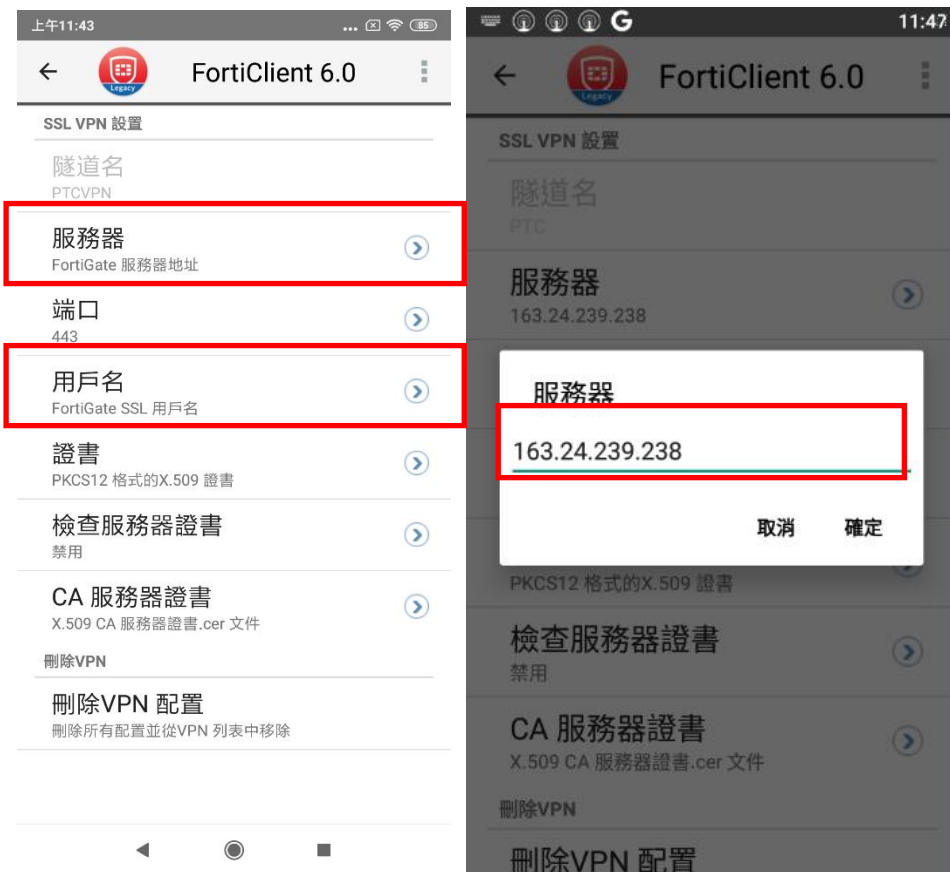 上午11:43
... 85
Legacy
FortiClient 6.0
SSL VPN 設置
隧道名
PTCVPN
服務器
FortiGate 服務器地址
端口
443
用戶名
FortiGate SSL 用戶名
證書
PKCS12 格式的X.509 證書
檢查服務器證書
禁用
CA 服務器證書
X.509 CA 服務器證書.cer 文件
刪除VPN
刪除VPN 配置
刪除所有配置並從VPN 列表中移除
G 11:47
Legacy
FortiClient 6.0
SSL VPN 設置
隧道名
PTC
服務器
163.24.239.238
服務器
163.24.239.238
取消 確定
PKCS12 格式的X.509 證書
檢查服務器證書
禁用
CA 服務器證書
X.509 CA 服務器證書.cer 文件
刪除VPN
刪除VPN 配置